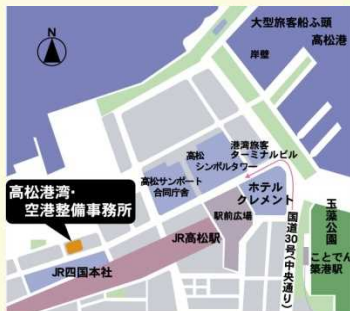 大型旅客船ふ頭
高松港
岸壁
N
港湾旅客
ターミナルビル
高松
シンボルタワー
高松サンポート
合同庁舎
ホテル
クレメント
高松港湾・
空港整備事務所
駅前広場
国道30号(中央通り)
玉藻公園
JR高松駅
ことでん
築港駅
JR四国本社